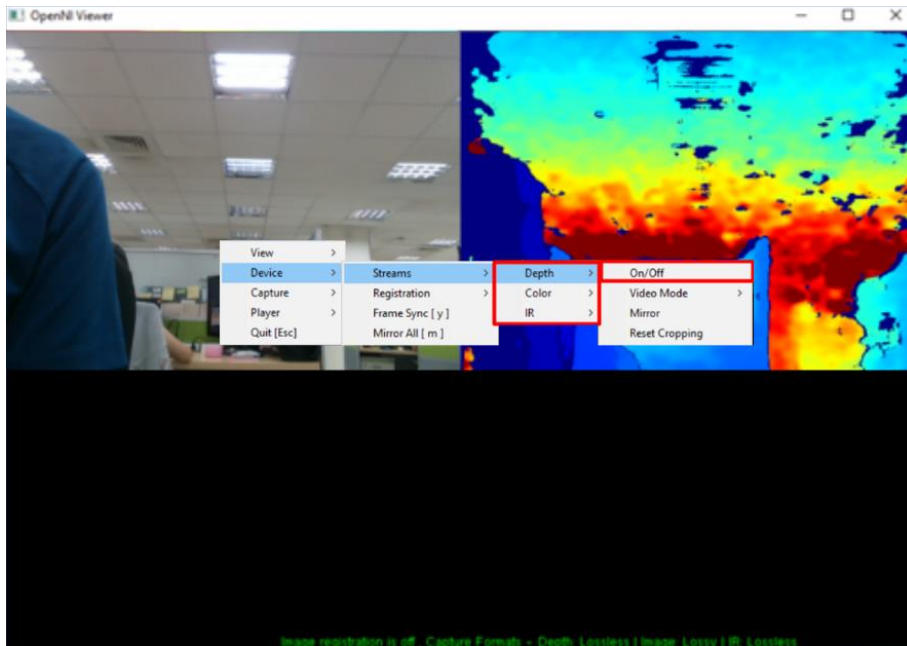 OpenNI Viewer
View
Device
Capture
Player
Quit [Esc]
Streams
Registration
Frame Sync [ y ]
Mirror All [ m ]
Depth
Color
IR
On/Off
Video Mode
Mirror
Reset Cropping
Image registration is off. Capture Formats - Depth: Lossless | Image: Lossy | IR: Lossless